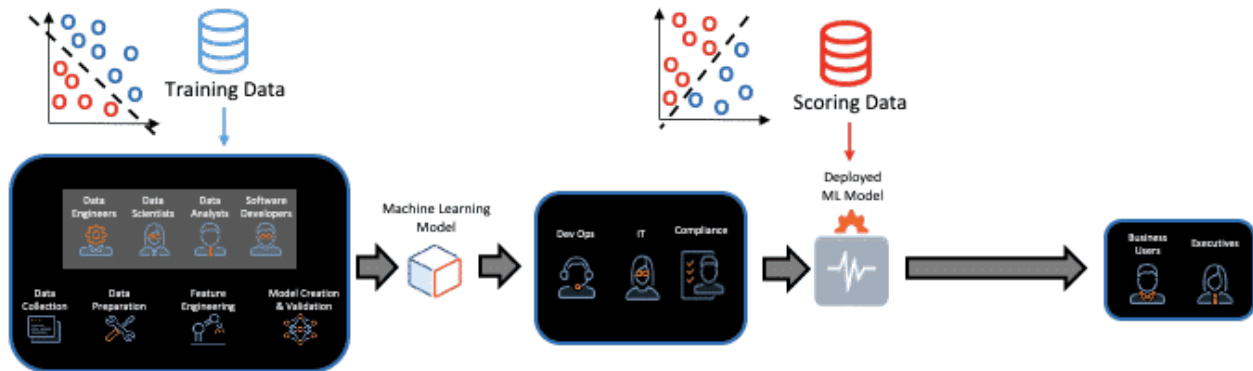 Training Data
Scoring Data
Data
Engineers
Data
Scientists
Data
Analysts
Software
Developers
Data
Collection
Data
Preparation
Feature
Engineering
Model Creation
& Validation
Machine Learning
Model
Dev Ops
IT
Compliance
Deployed
ML Model
Business
Users
Executives